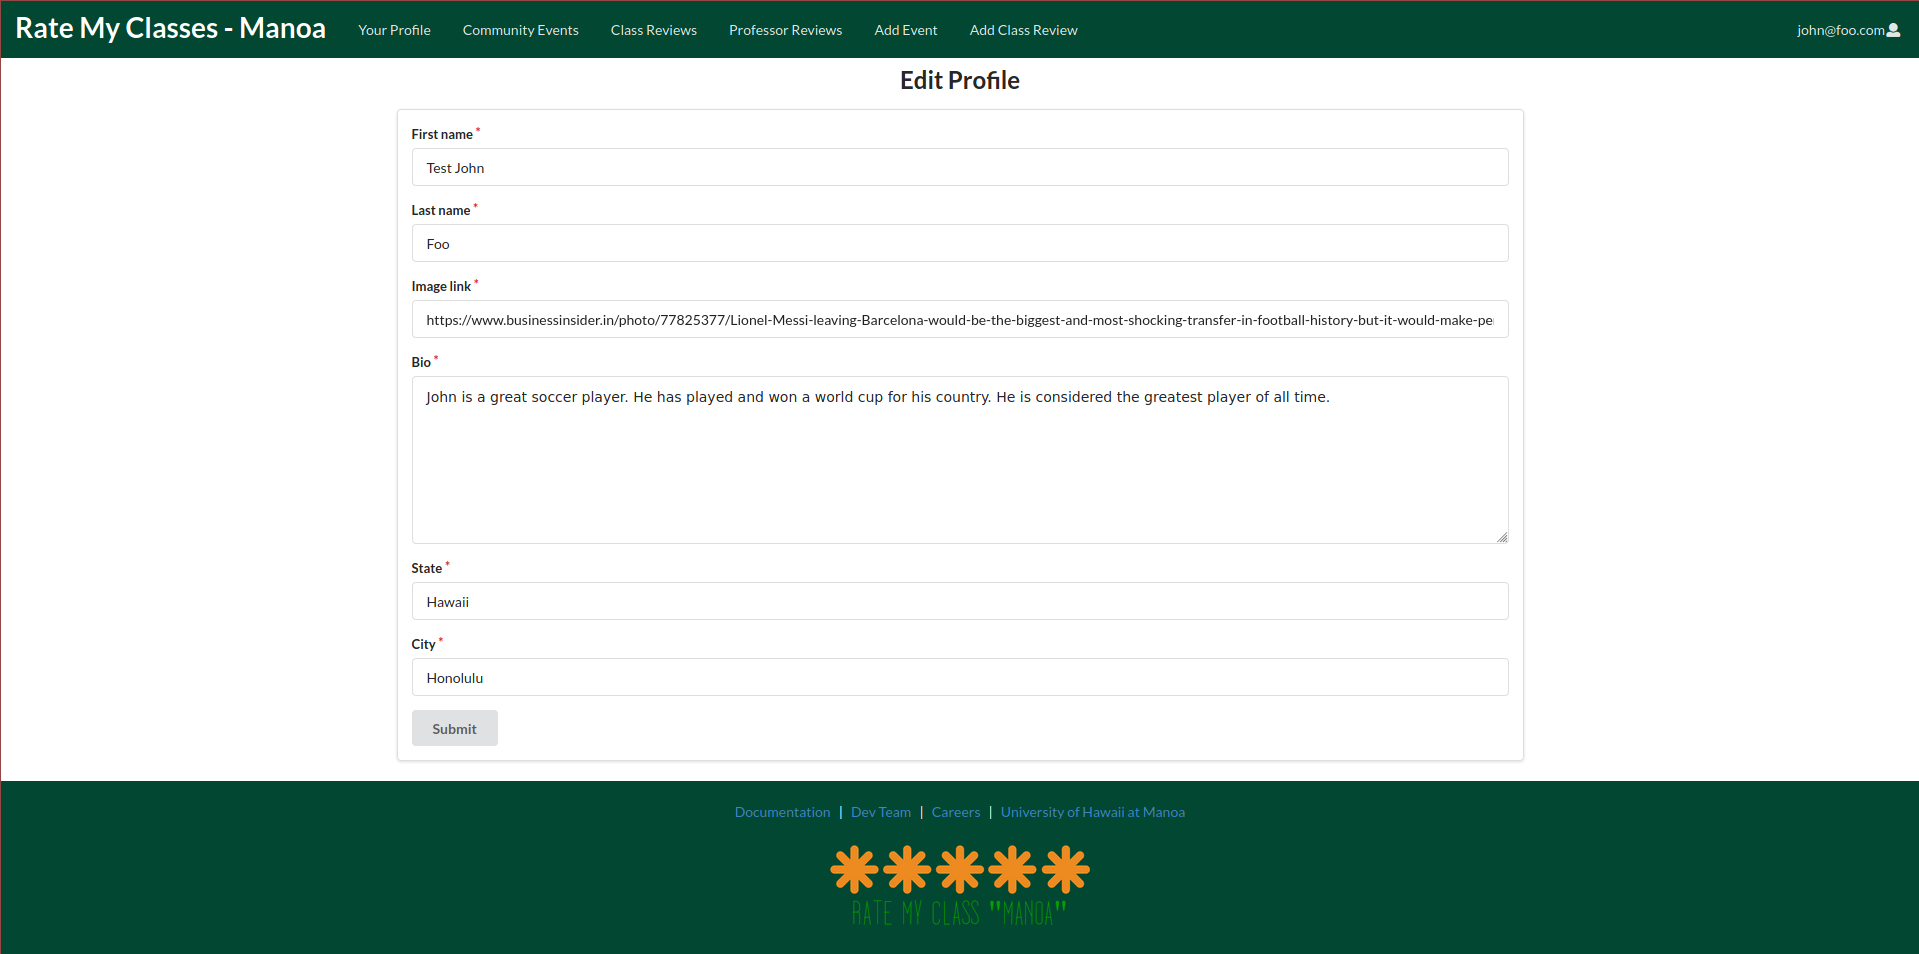 Rate My Classes - Manoa Your Profile Community Events Class Reviews Professor Reviews Add Event Add Class Review john@foo.com
Edit Profile
First name *
Test John
Last name *
Foo
Image link *
https://www.businessinsider.in/photo/77825377/Lionel-Messi-leaving-Barcelona-would-be-the-biggest-and-most-shocking-transfer-in-football-history-but-it-would-make-pe
Bio *
John is a great soccer player. He has played and won a world cup for his country. He is considered the greatest player of all time.
State *
Hawaii
City *
Honolulu
Submit
Documentation | Dev Team | Careers | University of Hawaii at Manoa
RATE MY CLASS "MANOA"